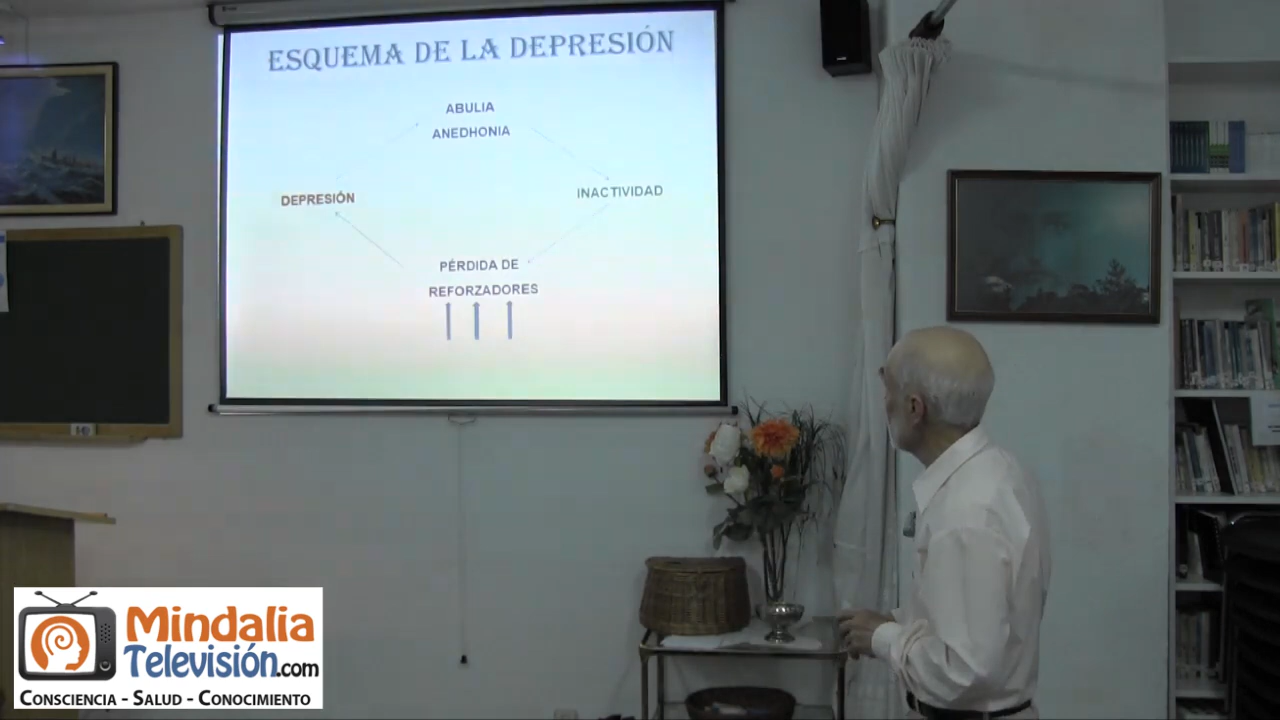 ESQUEMA DE LA DEPRESIÓN
ABULIA
ANEDHONIA
DEPRESIÓN
INACTIVIDAD
PÉRDIDA DE
REFORZADORES
Mindalia
Televisión.com
CONSCIENCIA - SALUD - CONOCIMIENTO